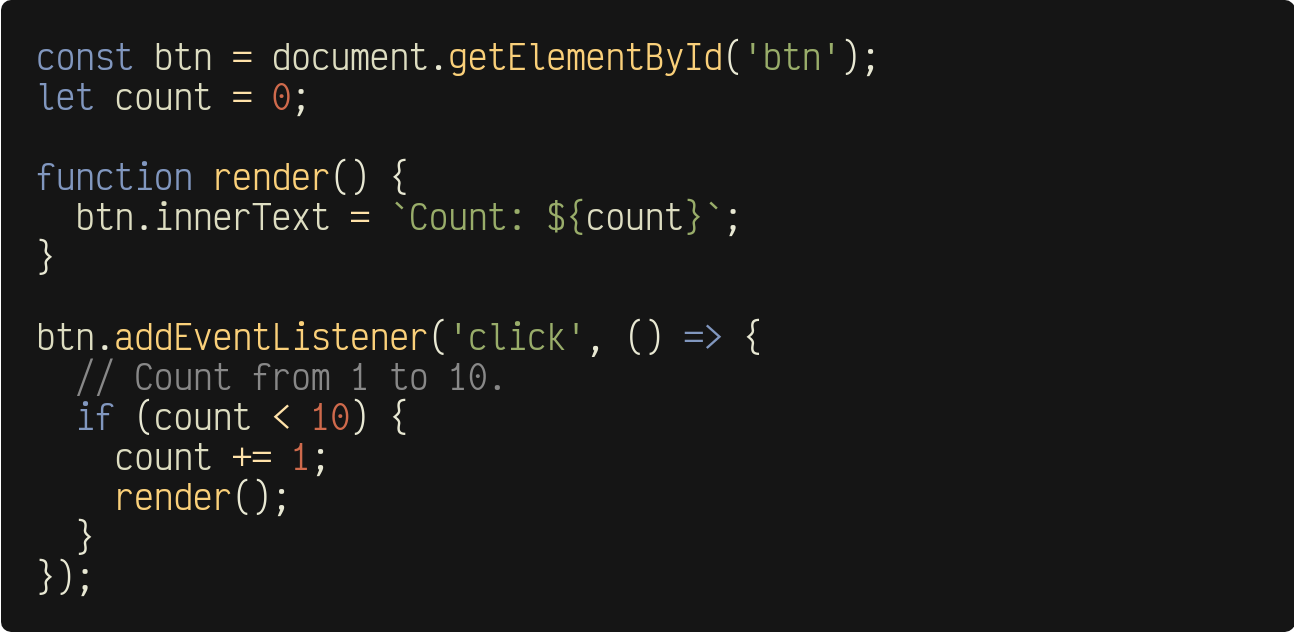 const btn = document.getElementById('btn');
let count = 0;

function render() {
  btn.innerText = `Count: ${count}`;
}

btn.addEventListener('click', () => {
  // Count from 1 to 10.
  if (count < 10) {
    count += 1;
    render();
  }
});